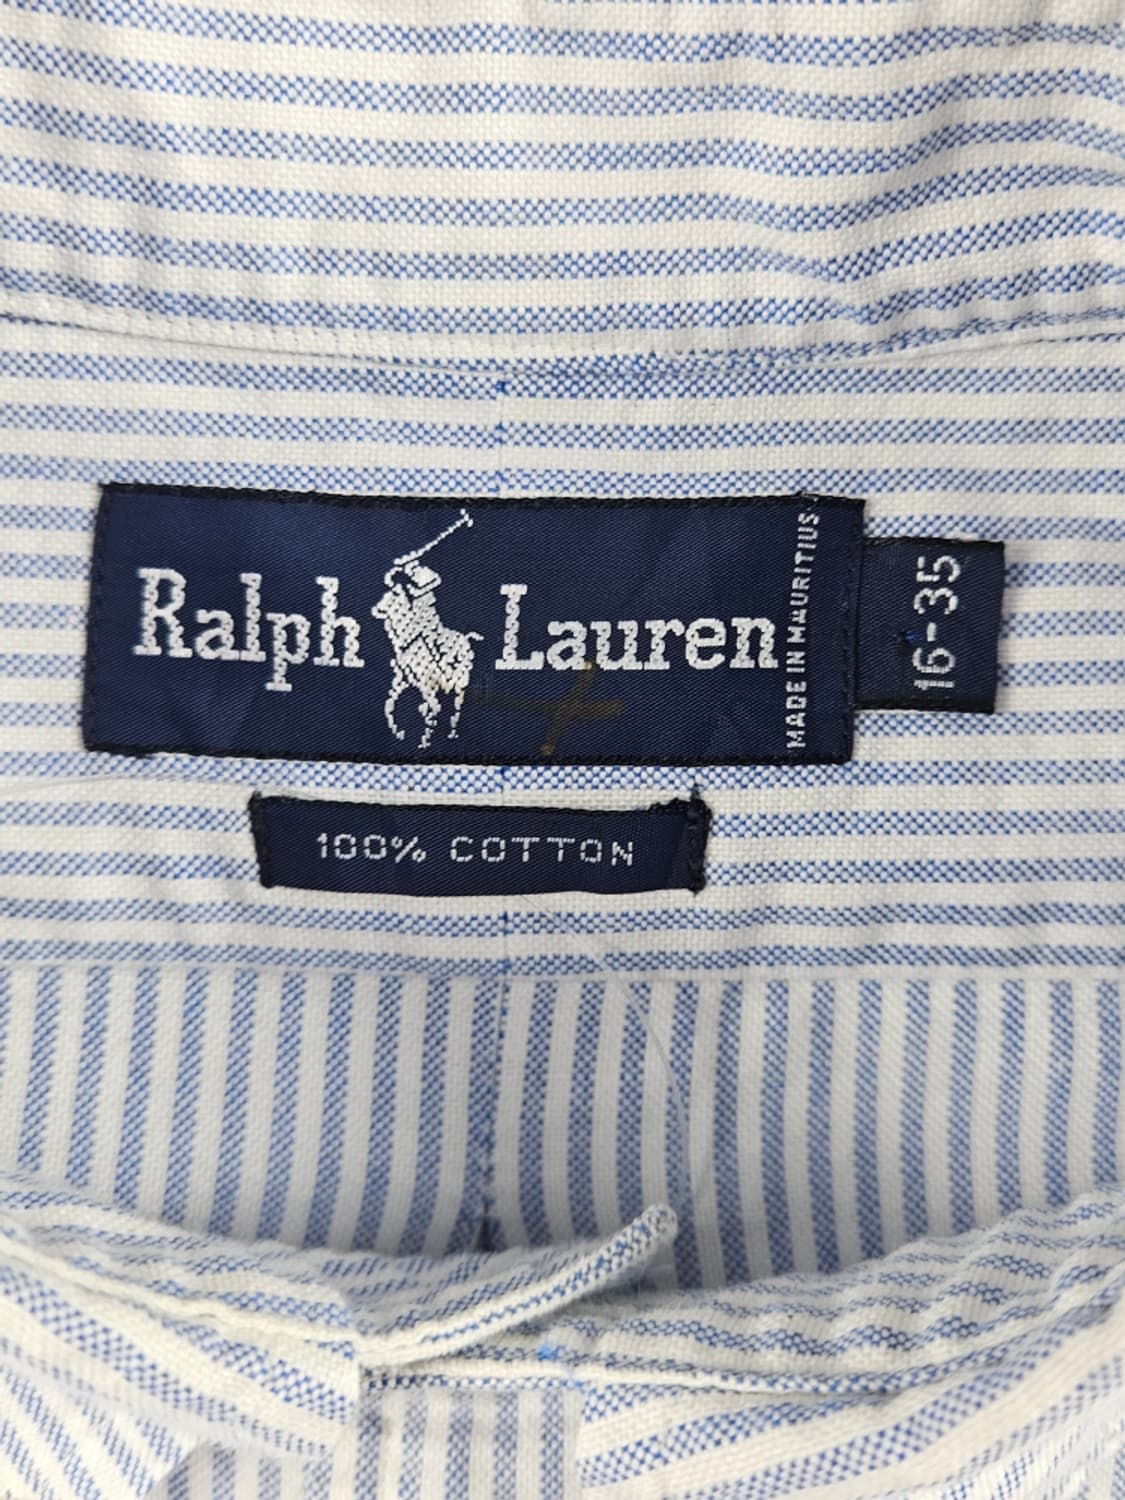 Ralph Lauren
MADE IN MAURITIUS
16-35
100% COTTON